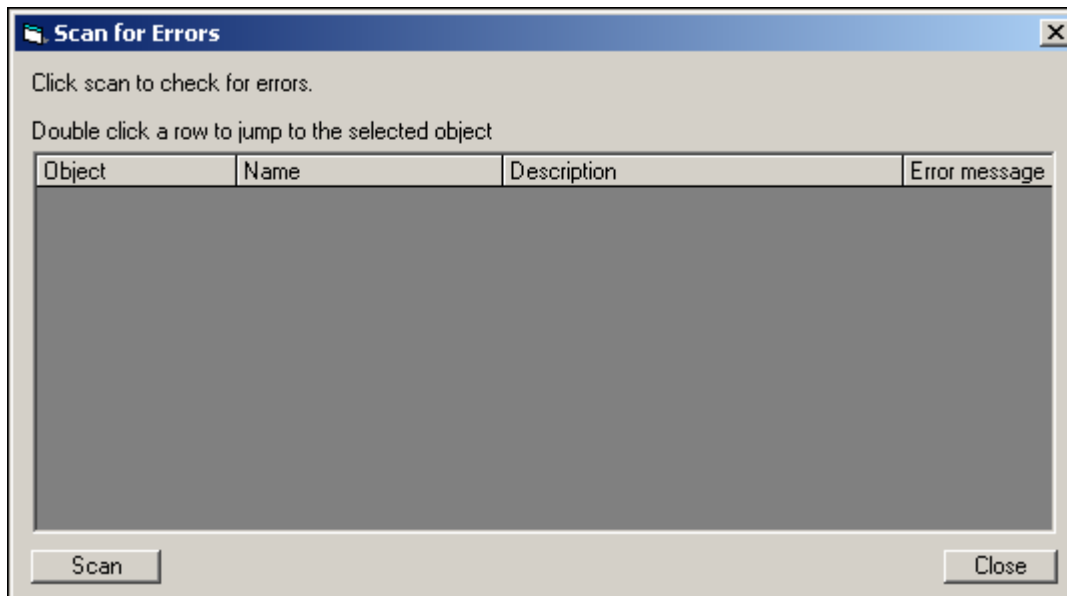 Scan for Errors
Click scan to check for errors.
Double click a row to jump to the selected object
Object Name Description Error message
Scan Close